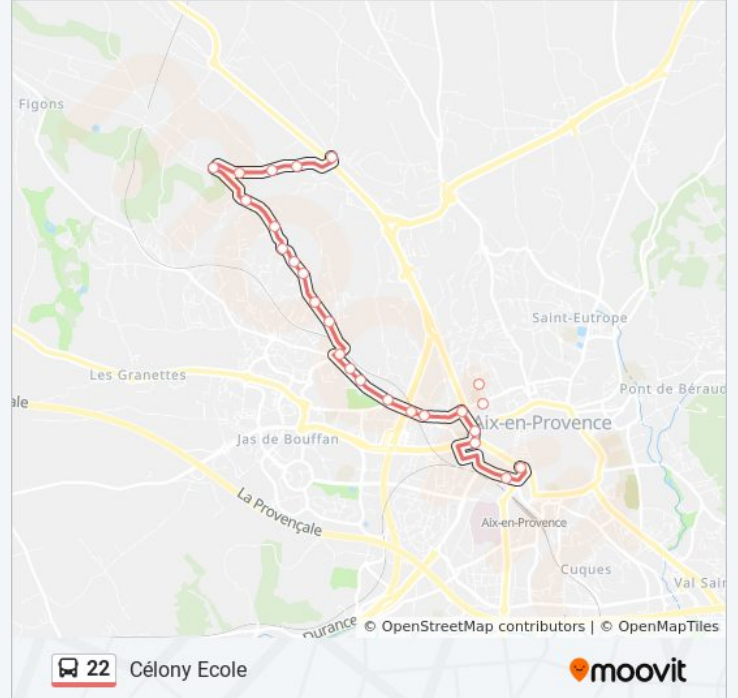 Figons
Saint-Eutrope
Les Granettes
Pont de Béraud
ale
Aix-en-Provence
Jas de Bouffan
La Provençale
Aix-en-Provence
Cuques
Val Sain
Durance
© OpenStreetMap contributors | © OpenMapTiles
22 Célony Ecole
moovit